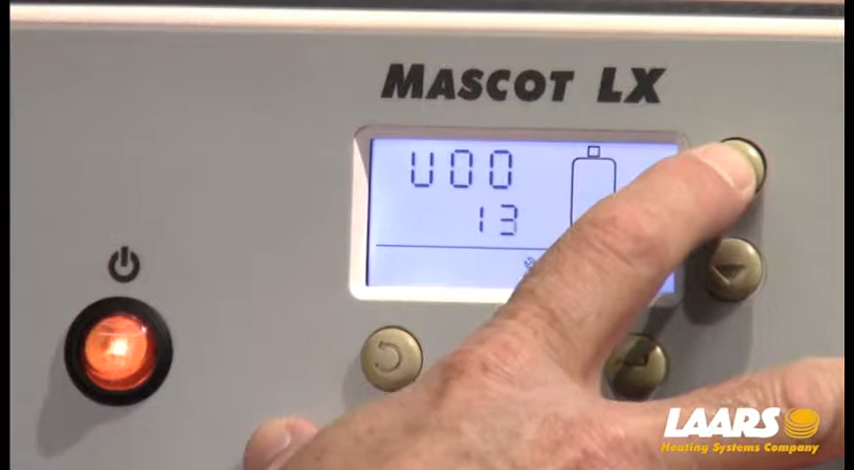 MASCOT LX
U00
13
LAARS
Heating Systems Company